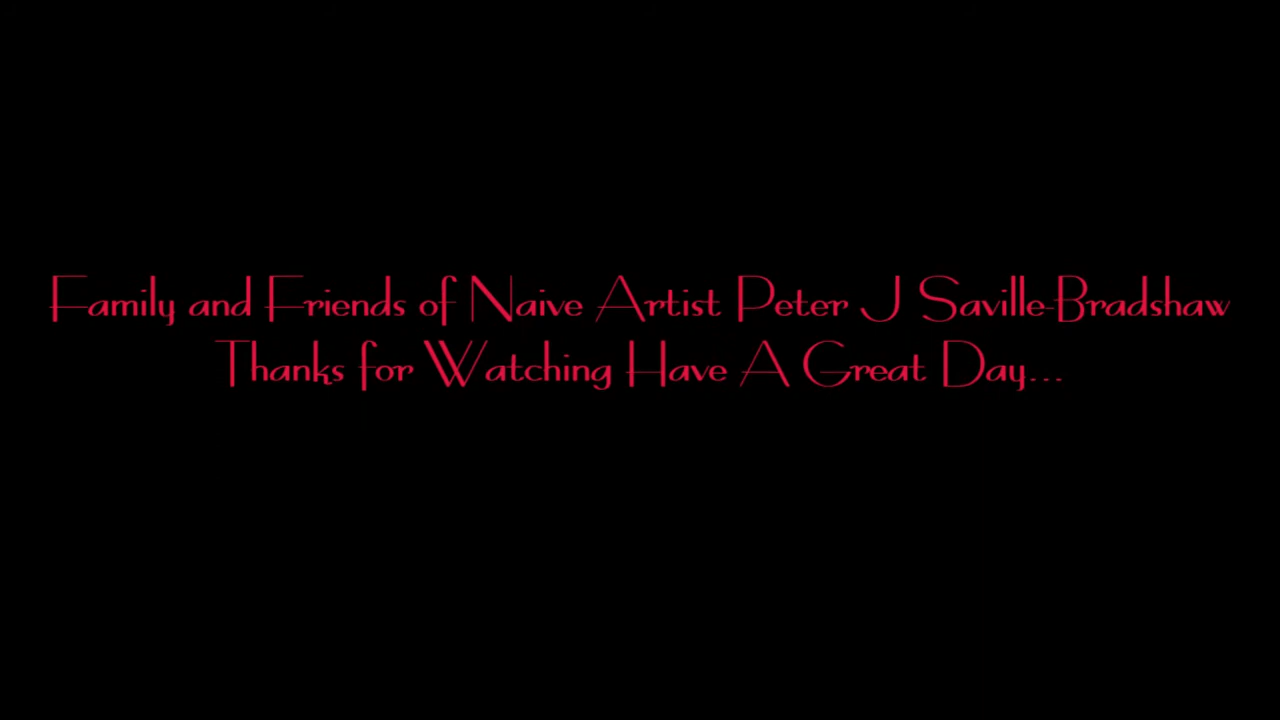 Family and Friends of Naive Artist Peter J Saville-Bradshaw
Thanks for Watching Have A Great Day...